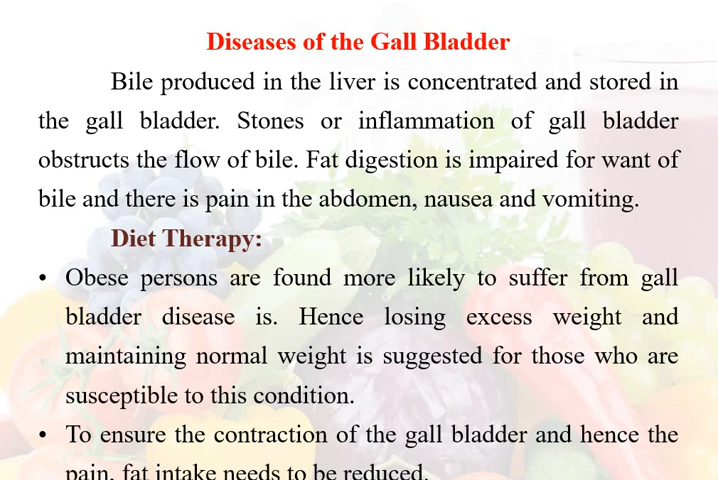 Diseases of the Gall Bladder
Bile produced in the liver is concentrated and stored in
the gall bladder. Stones or inflammation of gall bladder
obstructs the flow of bile. Fat digestion is impaired for want of
bile and there is pain in the abdomen, nausea and vomiting.
Diet Therapy:
• Obese persons are found more likely to suffer from gall
bladder disease is. Hence losing excess weight and
maintaining normal weight is suggested for those who are
susceptible to this condition.
• To ensure the contraction of the gall bladder and hence the
pain, fat intake needs to be reduced.